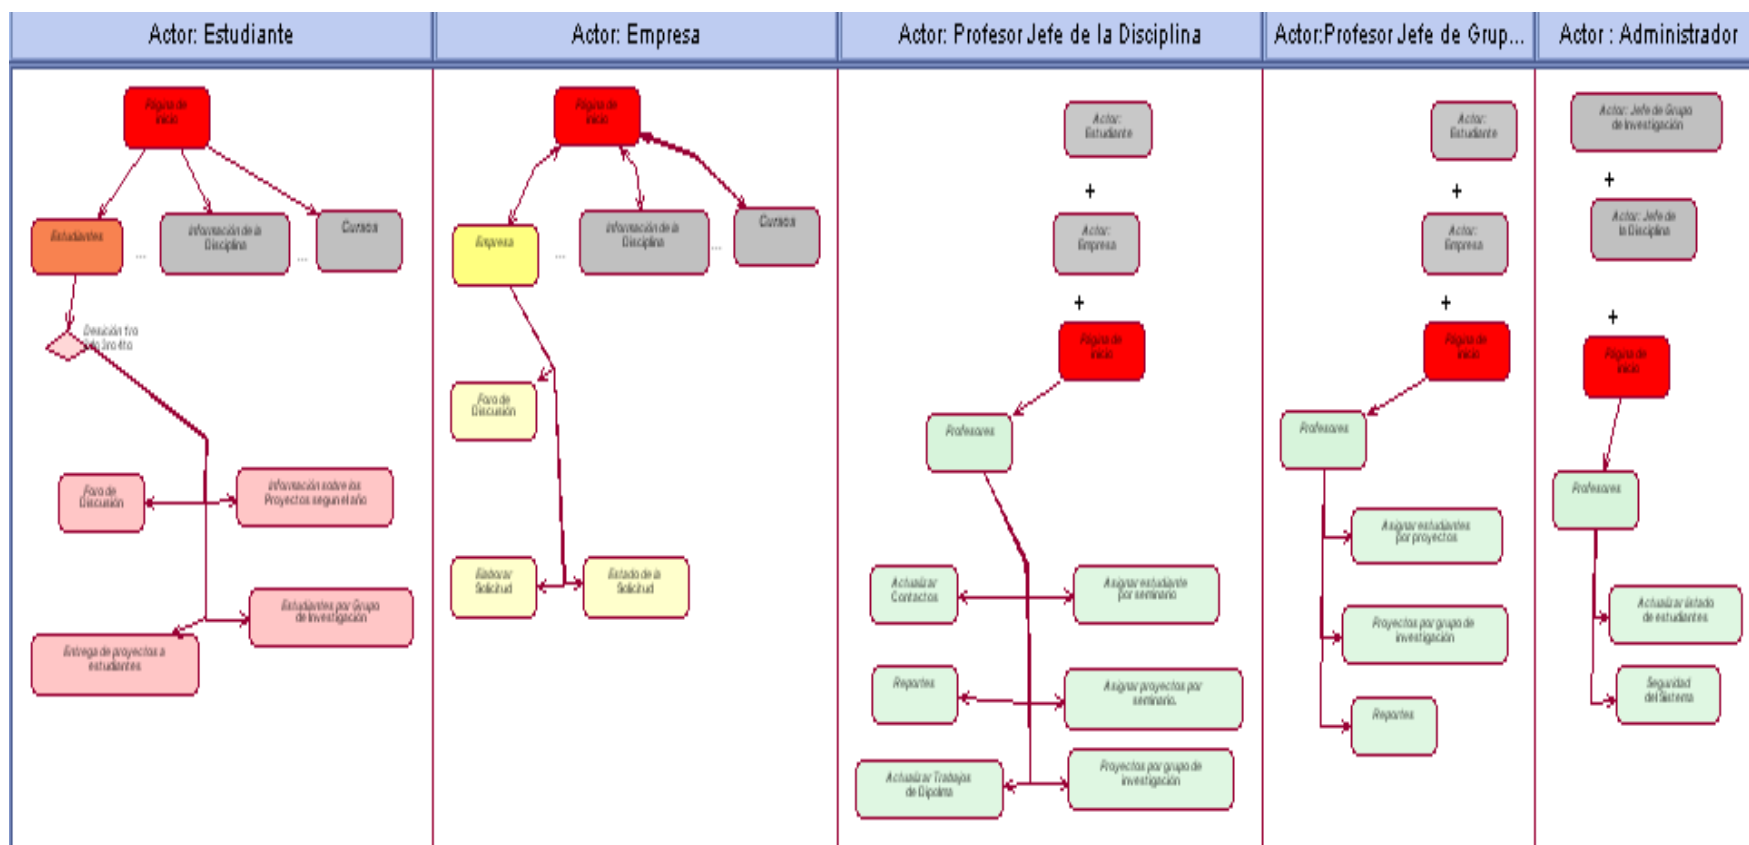 Actor: Estudiante
Página de
inicio
Estudiantes
...
Información de la
Disciplina
...
Cursos
Desición 1ro
2do 3ro 4to
Foro de
Discusión
Información sobre los
Proyectos segun el año
Estudiantes por Grupo
de Investigación
Entrega de proyectos a
estudiantes
Actor: Empresa
Página de
inicio
Empresa
...
Información de la
Disciplina
...
Cursos
Foro de
Discusión
Elaborar
Solicitud
Estado de la
Solicitud
Actor: Profesor Jefe de la Disciplina
Actor:
Estudiante
+
Actor:
Empresa
+
Página de
inicio
Profesores
Actualizar
Contactos
Asignar estudiante
por seminario
Reportes
Asignar proyectos por
seminario.
Actualizar Trabajos
de Dipolma
Proyectos por grupo de
investigación
Actor:Profesor Jefe de Grup...
Actor:
Estudiante
+
Actor:
Empresa
+
Página de
inicio
Profesores
Asignar estudiantes
por proyectos
Proyectos por grupo de
investigación
Reportes
Actor : Administrador
Actor: Jefe de Grupo
de Investigación
+
Actor: Jefe de
la Disciplina
+
Página de
inicio
Profesores
Actualizar listado
de estudiantes
Seguridad
del Sistema